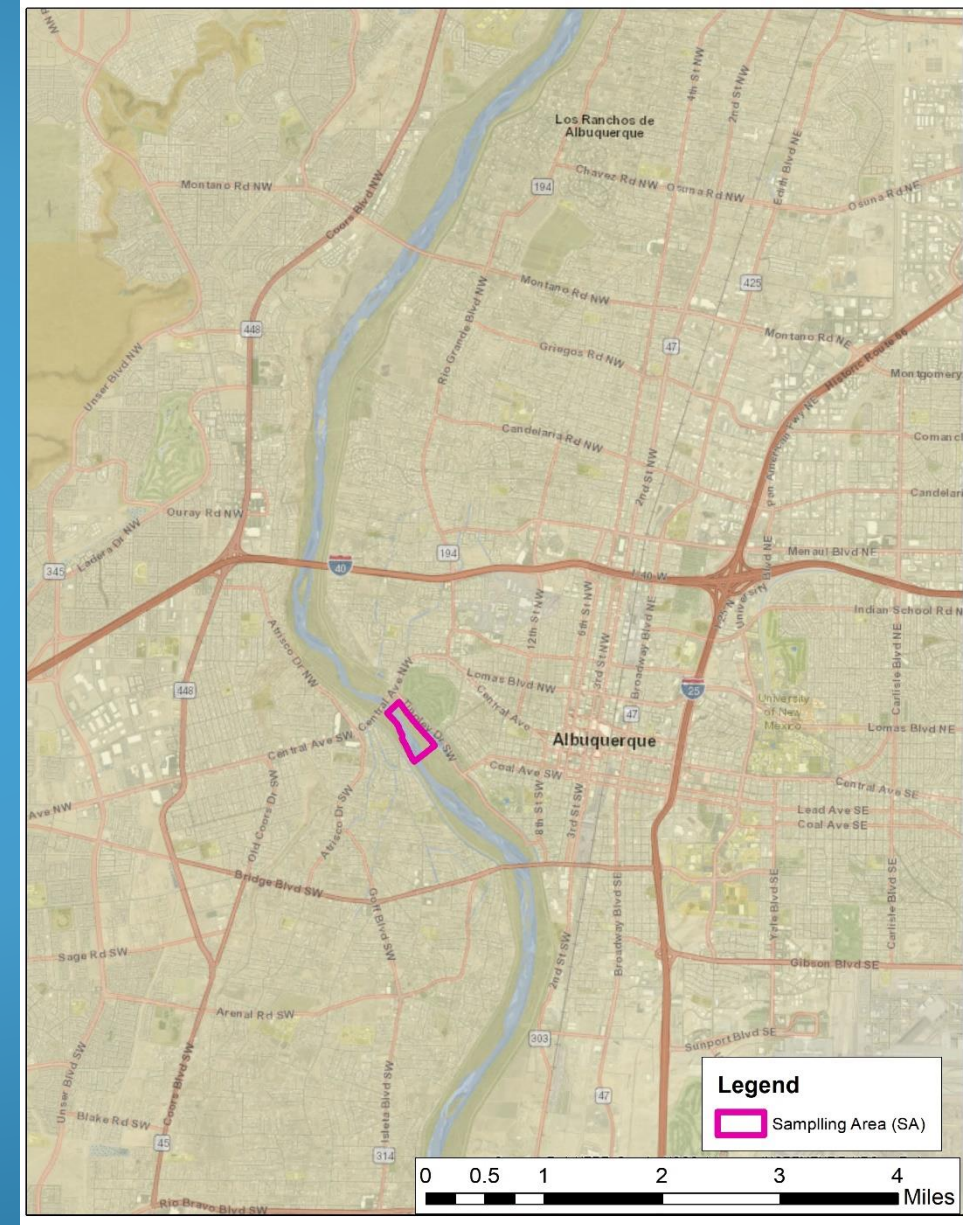 Los Ranchos de
Albuquerque
4th St NW
2nd St NW
Edith Blvd NE
Chavez Rd NW
Osuna Rd NW
Osuna Rd NE
194
Montano Rd NW
Coors Blvd NW
425
Montano Rd NW
Montano Rd NE
Historic Route 66
448
47
Rio Grande Blvd NW
Griegos Rd NW
Montgomery
Unser Blvd NW
Pan American Fwy NE
Candelaria Rd NW
Comanch
2nd St NW
Candelari
Ouray Rd NW
Ladera Dr NW
345
194
40
Menaul Blvd NE
I-40 W
I-25 N
Indian School Rd N
12th St NW
6th St NW
3rd St NW
Broadway Blvd NE
Carlisle Blvd NE
Atrisco Dr NW
448
Central Ave NW
Lomas Blvd NW
25
University
of New
Mexico
47
Central Ave
Lomas Blvd NE
Central Ave SW
Albuquerque
Coal Ave SW
Central Ave SE
Ave NW
Old Coors Dr SW
Atrisco Dr SW
8th St SW
3rd St SW
Lead Ave SE
Coal Ave SE
Bridge Blvd SW
Goff Blvd SW
Broadway Blvd SE
Yale Blvd SE
Carlisle Blvd SE
Sage Rd SW
2nd St SW
Gibson Blvd SE
Arenal Rd SW
303
Sunport Blvd SE
Unser Blvd SW
Coors Blvd SW
Isleta Blvd SW
47
Blake Rd SW
45
314
Rio Bravo Blvd SW
Legend
Samplling Area (SA)
0 0.5 1 2 3 4
Miles